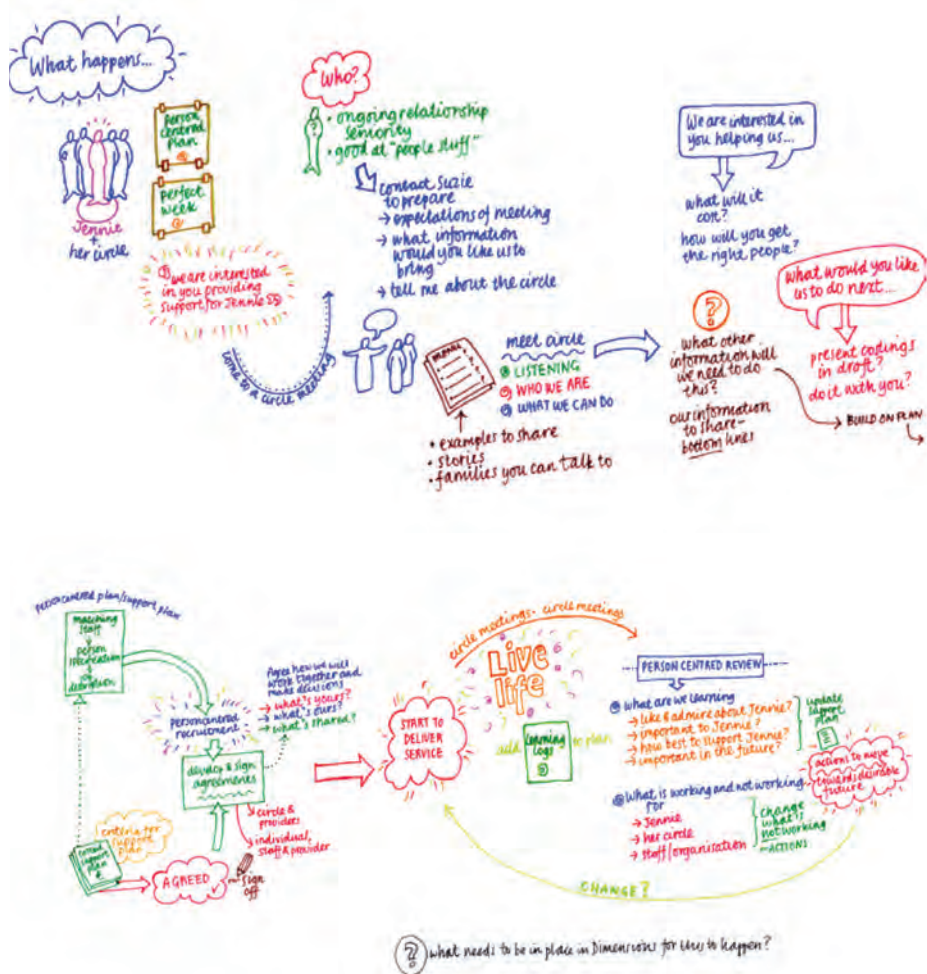 What happens...
person
centred
plan
perfect
week
Jennie
+
her circle
we are interested
in you providing
support for Jennie
come to a circle meeting
Who?
• ongoing relationship
seniority
• good at "people stuff"
contact Suzie
to prepare
→ expectations of meeting
→ what information
would you like us to
bring
→ tell me about the circle
meet circle
LISTENING
WHO WE ARE
WHAT WE CAN DO
• examples to share
• stories
• families you can talk to
We are interested in
you helping us...
what will it
cost?
how will you get
the right people?
?
what other
information will
we need to do
this?
our information
to share-
bottom lines
What would you like
us to do next...
present costings
in draft?
do it with you?
BUILD ON PLAN
person centred plan/support plan
matching
staff
person
specification
job
description
Person centred
recruitment
Agree how we will
work together and
make decisions
→ what's yours?
→ what's ours?
→ what's shared?
develop & sign
agreements
circle &
providers
individual,
staff & provider
criteria for
support
plan
support
plan
AGREED
sign
off
START TO
DELIVER
SERVICE
circle meetings - circle meetings
Live
life
add
learning
logs
to plan
PERSON CENTRED REVIEW
what are we learning
→ like & admire about Jennie?
→ important to Jennie?
→ how best to support Jennie?
→ important in the future?
update
support
plan
What is working and not working
for
→ Jennie
→ her circle
→ staff/organisation
change
what is
not working
ACTIONS
actions to move
towards desirable
future
CHANGE?
? what needs to be in place in Dimensions for this to happen?